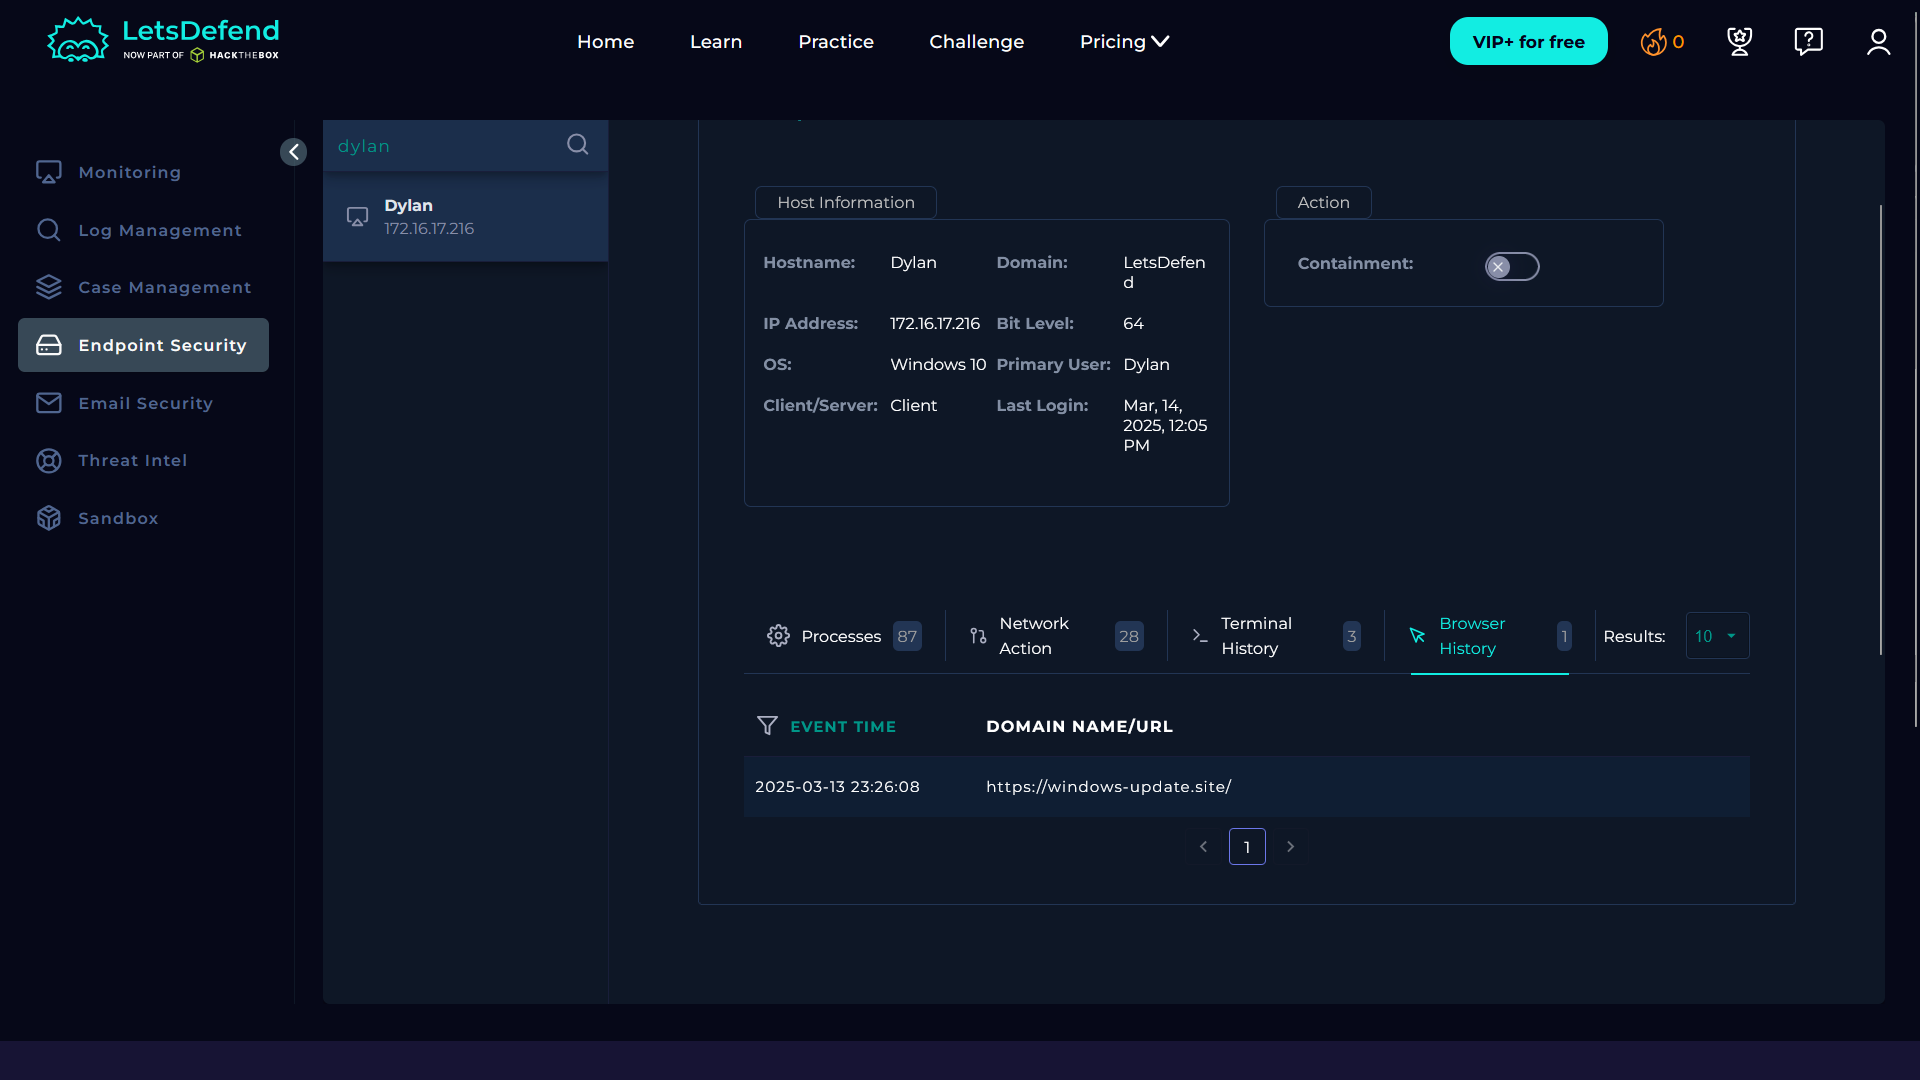 LetsDefend
NOW PART OF HACKTHEBOX
Home
Learn
Practice
Challenge
Pricing
VIP+ for free
0
Monitoring
Log Management
Case Management
Endpoint Security
Email Security
Threat Intel
Sandbox
dylan
Dylan
172.16.17.216
Host Information
Hostname: Dylan Domain: LetsDefen
d
IP Address: 172.16.17.216 Bit Level: 64
OS: Windows 10 Primary User: Dylan
Client/Server: Client Last Login: Mar, 14,
2025, 12:05
PM
Action
Containment:
Processes 87
Network
Action 28
Terminal
History 3
Browser
History 1
Results: 10
EVENT TIME DOMAIN NAME/URL
2025-03-13 23:26:08 https://windows-update.site/
1